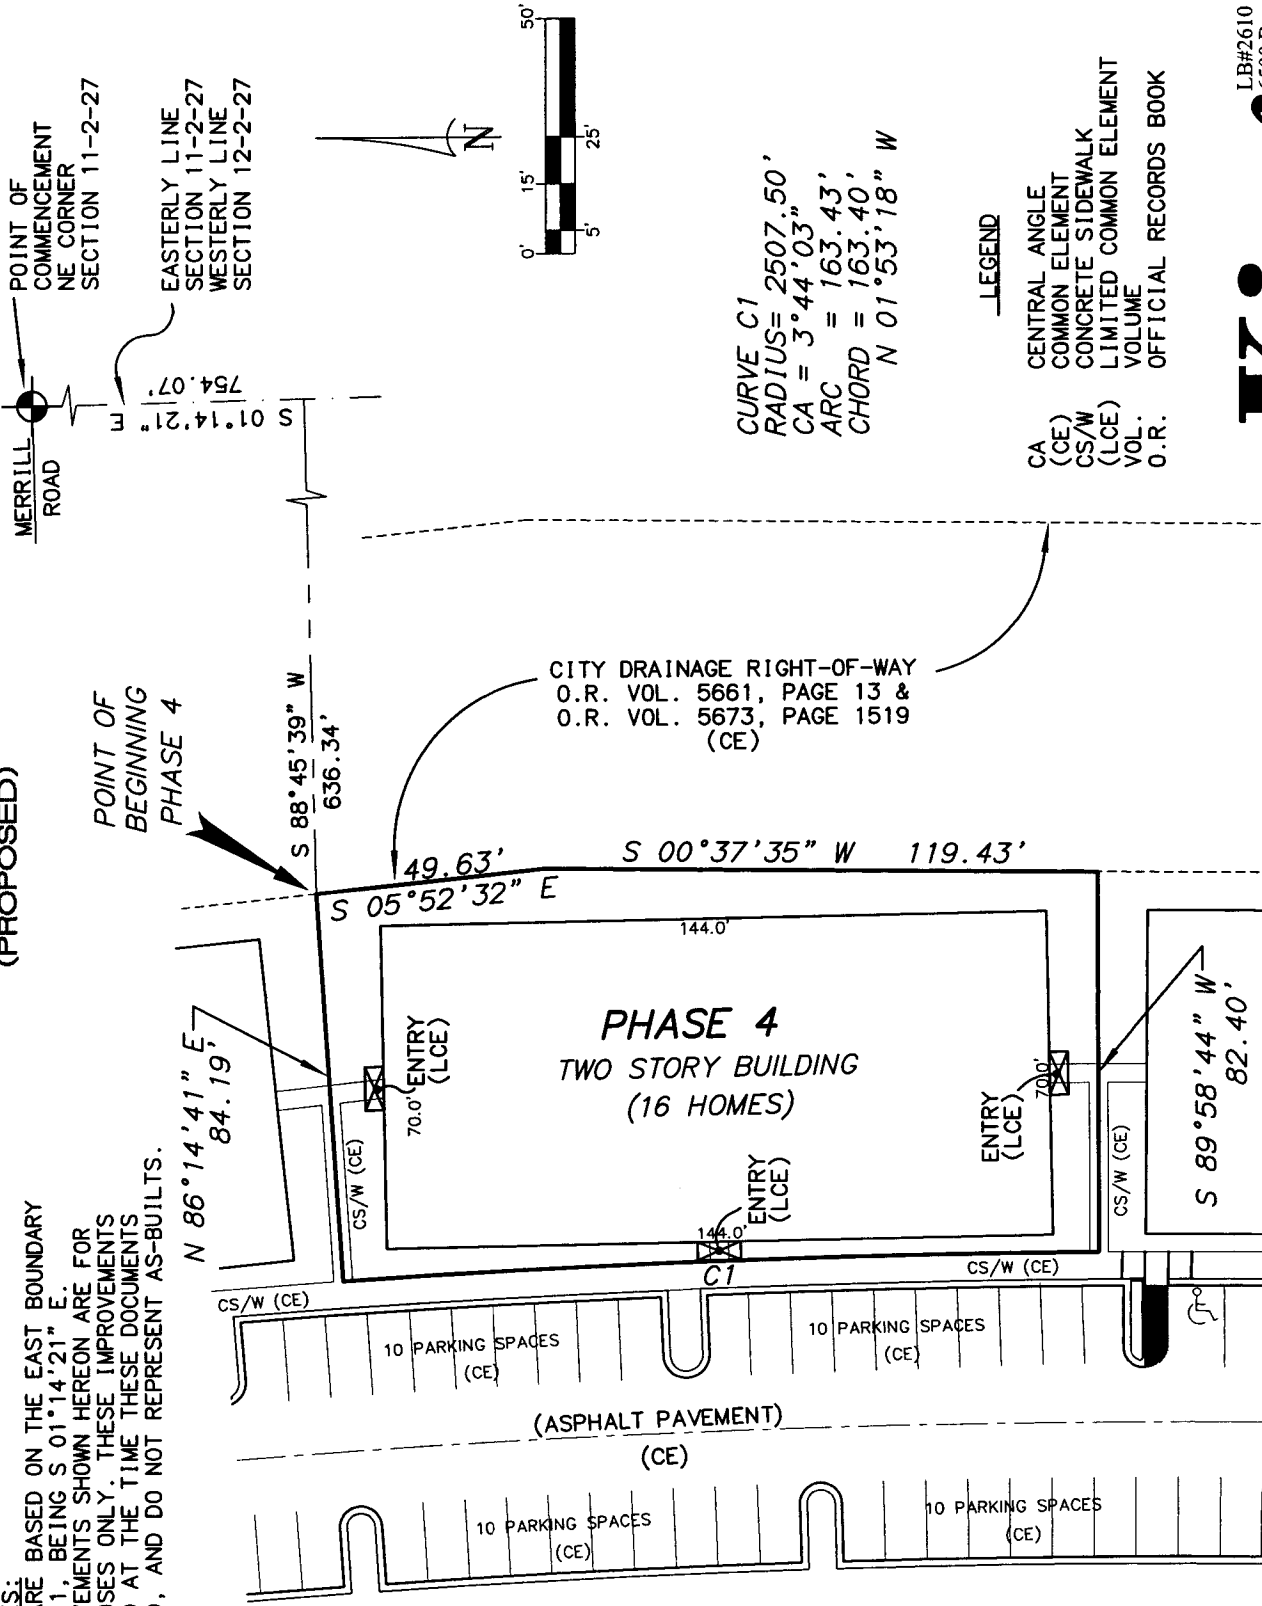 (PROPOSED)
MERRILL
ROAD
POINT OF
COMMENCEMENT
NE CORNER
SECTION 11-2-27
S 01°14'21" E
754.07'
EASTERLY LINE
SECTION 11-2-27
WESTERLY LINE
SECTION 12-2-27
N
0' 15' 25' 50'
5'
POINT OF
BEGINNING
PHASE 4
S 88°45'39" W
636.34'
CITY DRAINAGE RIGHT-OF-WAY
O.R. VOL. 5661, PAGE 13 &
O.R. VOL. 5673, PAGE 1519
(CE)
CURVE C1
RADIUS= 2507.50'
CA = 3°44'03"
ARC = 163.43'
CHORD = 163.40'
N 01°53'18" W
LEGEND
CA CENTRAL ANGLE
(CE) COMMON ELEMENT
CS/W CONCRETE SIDEWALK
(LCE) LIMITED COMMON ELEMENT
VOL. VOLUME
O.R. OFFICIAL RECORDS BOOK
LB#2610
49.63'
S 05°52'32" E
S 00°37'35" W 119.43'
144.0'
PHASE 4
TWO STORY BUILDING
(16 HOMES)
70.0'
ENTRY
(LCE)
70.0'
ENTRY
(LCE)
144.0'
ENTRY
(LCE)
C1
N 86°14'41" E
84.19'
S 89°58'44" W
82.40'
CS/W (CE)
CS/W (CE)
CS/W (CE)
CS/W (CE)
10 PARKING SPACES
(CE)
10 PARKING SPACES
(CE)
(ASPHALT PAVEMENT)
(CE)
10 PARKING SPACES
(CE)
10 PARKING SPACES
(CE)
S:
ARE BASED ON THE EAST BOUNDARY
1, BEING S 01°14'21" E.
EMENTS SHOWN HEREON ARE FOR
OSES ONLY. THESE IMPROVEMENTS
AT THE TIME THESE DOCUMENTS
, AND DO NOT REPRESENT AS-BUILTS.